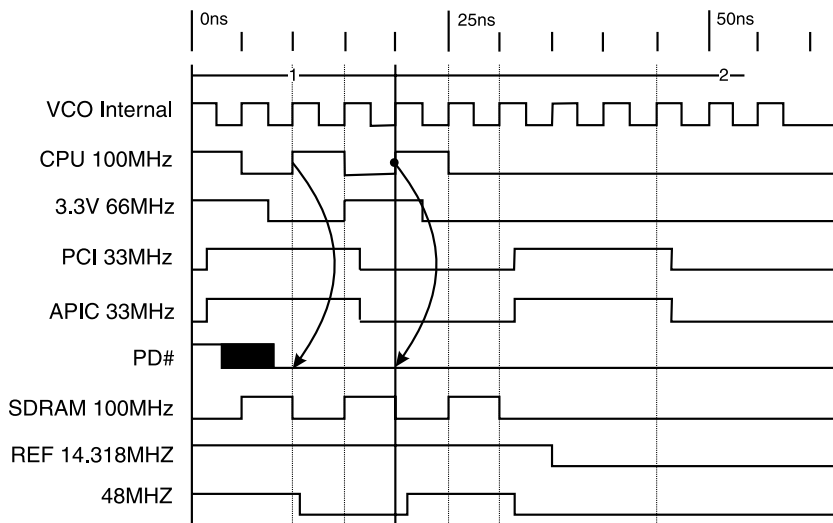 0ns
25ns
50ns
1
2
VCO Internal
CPU 100MHz
3.3V 66MHz
PCI 33MHz
APIC 33MHz
PD#
SDRAM 100MHz
REF 14.318MHZ
48MHZ